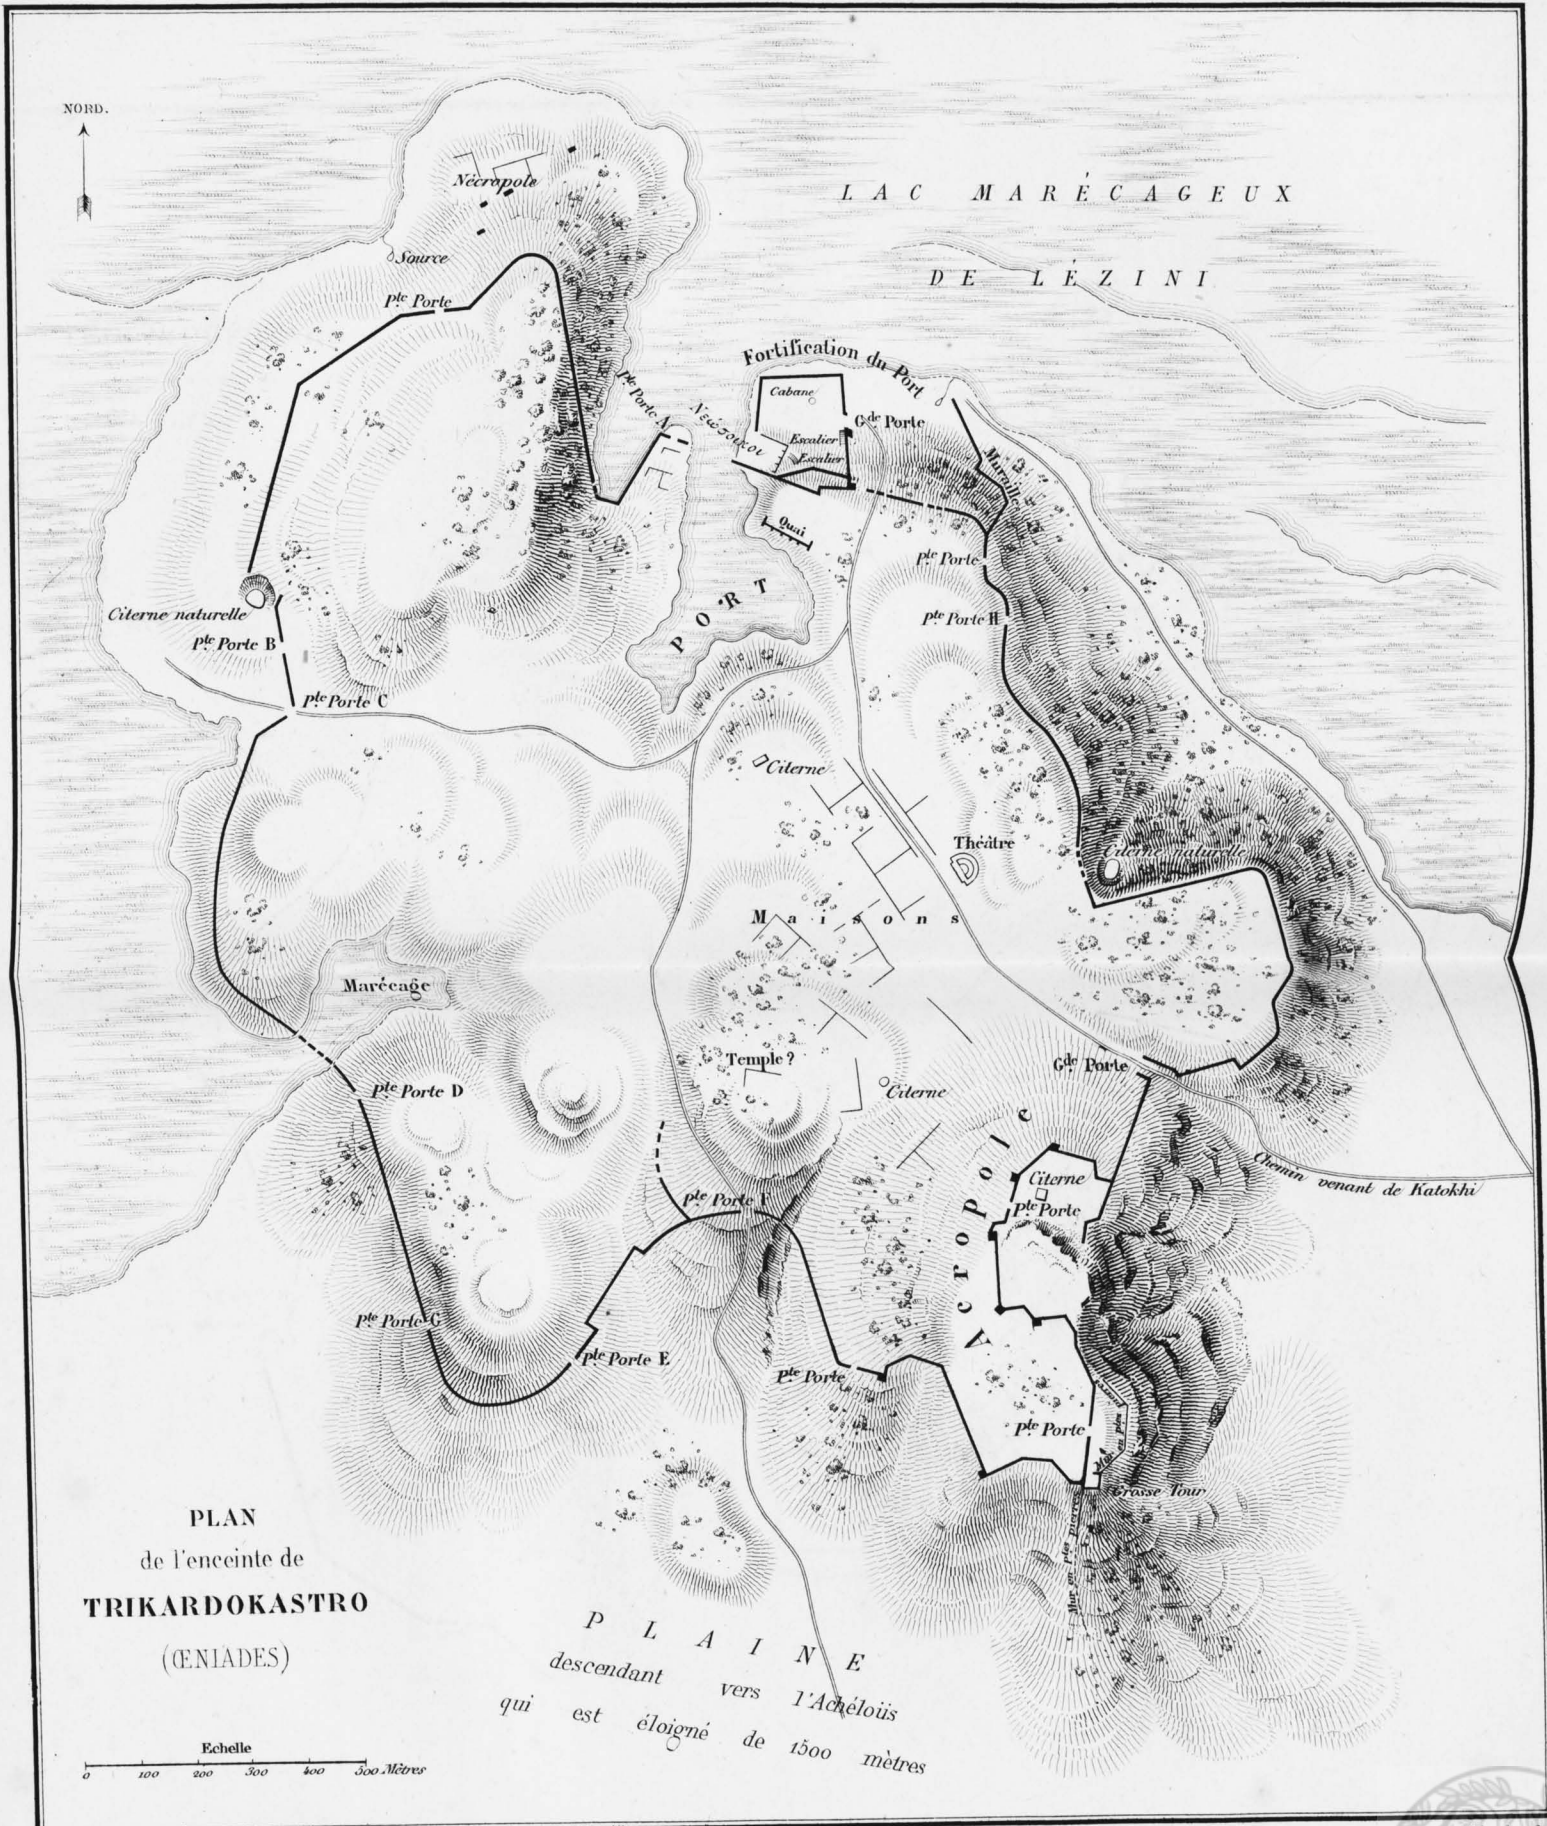 NORD.
Nécropole
LAC MARÉCAGEUX
DE LÉZINI
Source
Pte Porte
Fortification du Port
Pte Porte A
Νεώσοικοι
Cabane
Gde Porte
Escalier
Escalier
Muraille
Quai
Pte Porte
PORT
Citerne naturelle
Pte Porte H
Pte Porte B
Pte Porte C
Citerne
Théâtre
Citerne naturelle
Maisons
Marécage
Temple ?
Gde Porte
Pte Porte D
Citerne
Acropole
Chemin venant de Katokhi
Citerne
Pte Porte F
Pte Porte
Pte Porte G
Pte Porte E
Pte Porte
Pte Porte
Grosse Tour
Mur en ptes pierres
PLAN
de l'enceinte de
TRIKARDOKASTRO
(ŒNIADES)
PLAINE
descendant vers l'Achéloüs
qui est éloigné de 1500 mètres
Echelle
0 100 200 300 400 500 Mètres